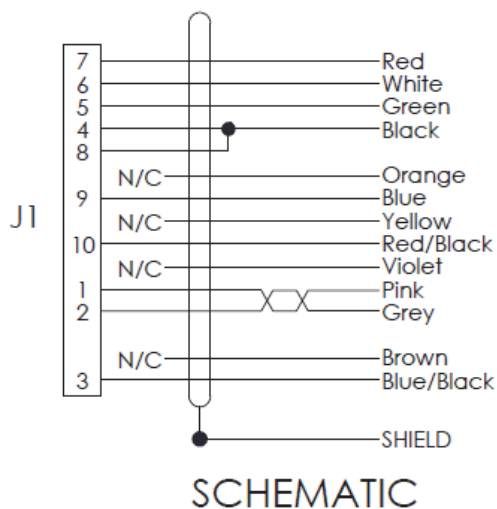 7 Red
6 White
5 Green
4 Black
8
N/C Orange
9 Blue
J1
N/C Yellow
10 Red/Black
N/C Violet
1 Pink
2 Grey
N/C Brown
3 Blue/Black
SHIELD
SCHEMATIC